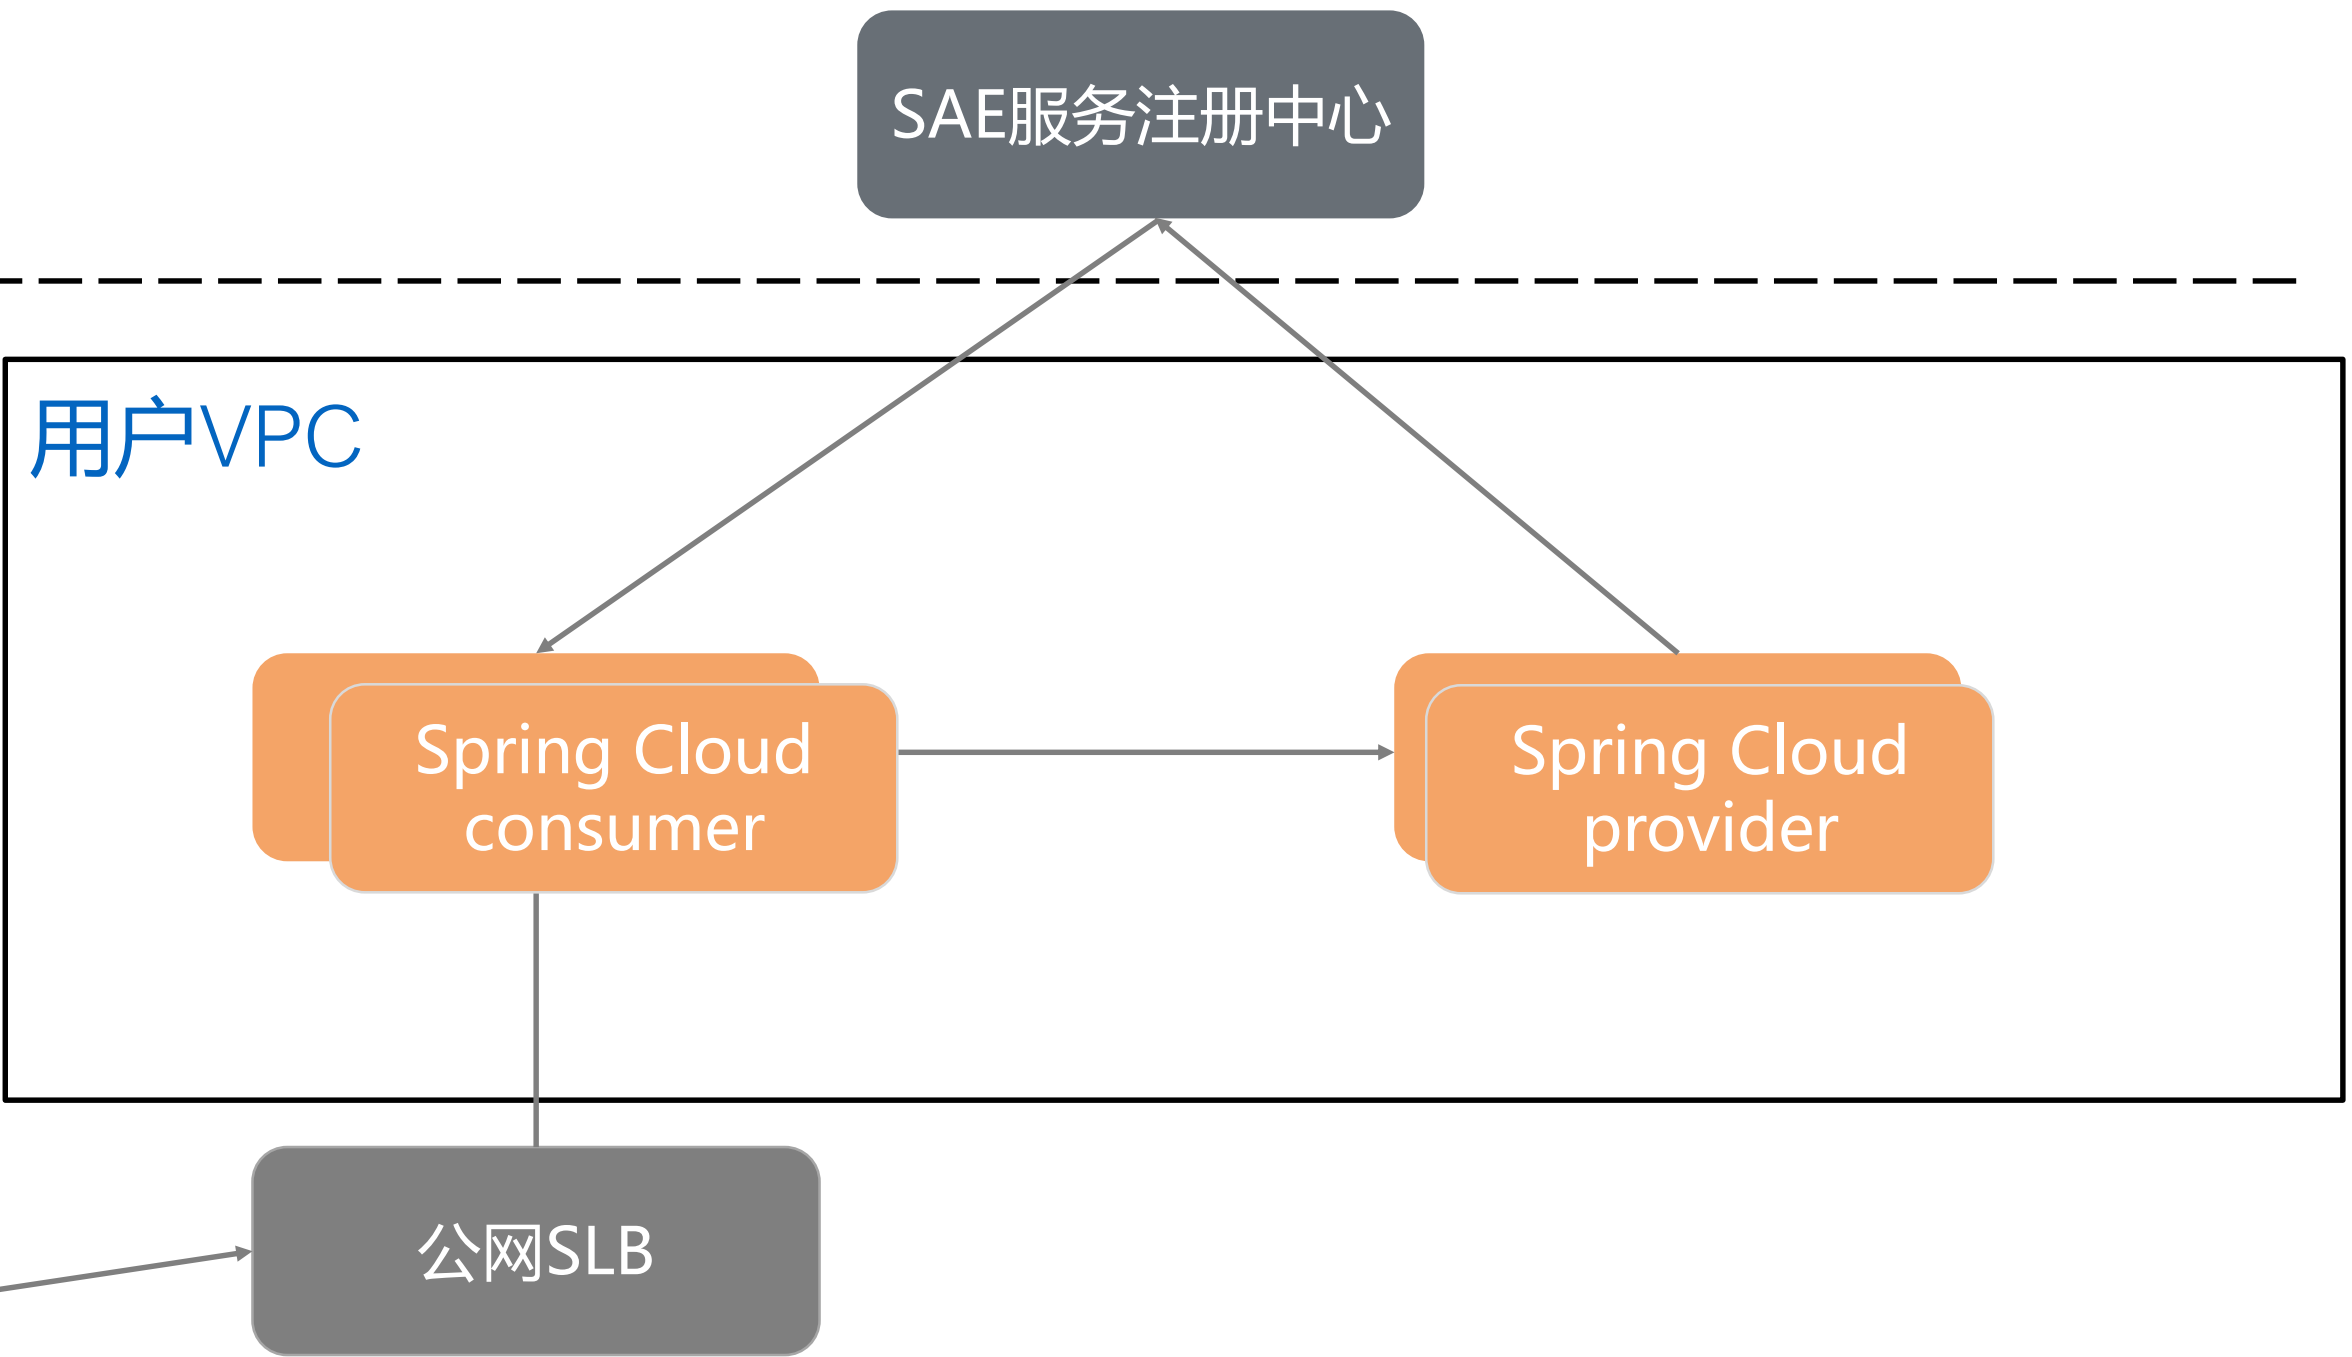 SAE服务注册中心
用户VPC
Spring Cloud
consumer
Spring Cloud
provider
公网SLB